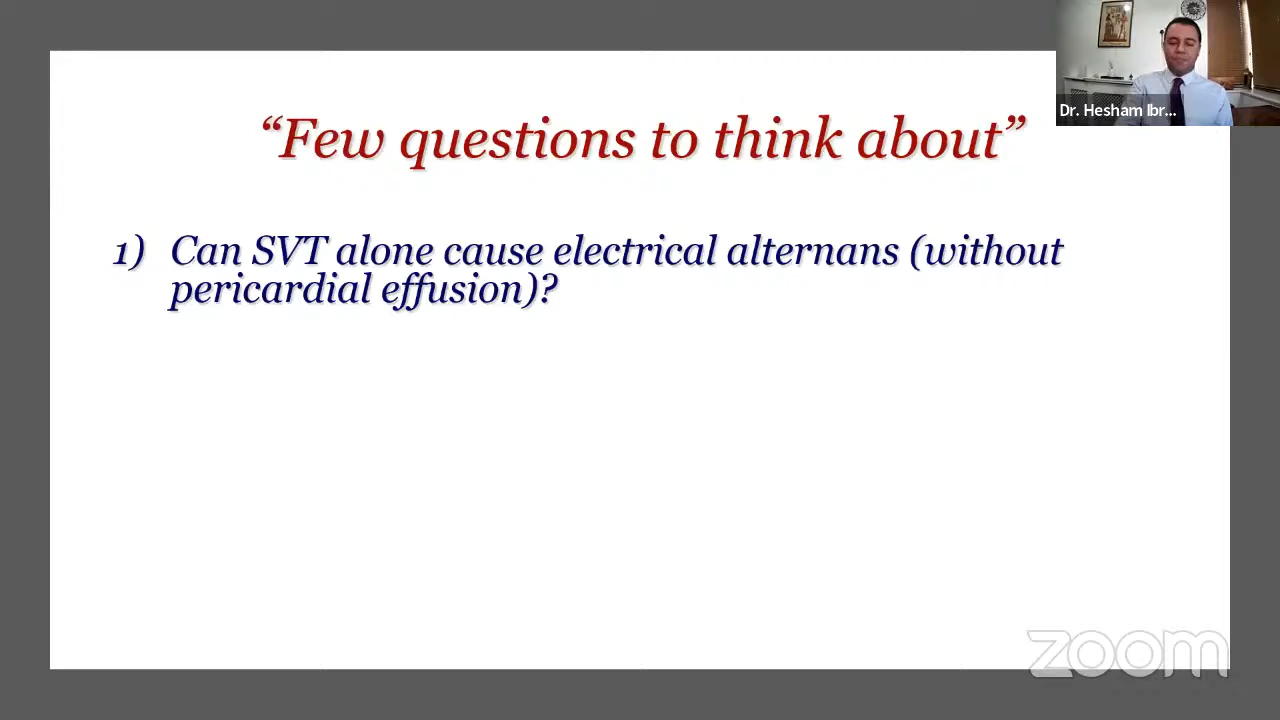 Dr. Hesham Ibr...
“Few questions to think about”
1) Can SVT alone cause electrical alternans (without
pericardial effusion)?
zoom